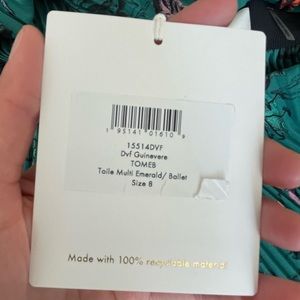 1 95141 01610 9
15514DVF
Dvf Guinevere
TOMEB
Toile Multi Emerald/ Ballet
Size 8
Made with 100% recyclable material